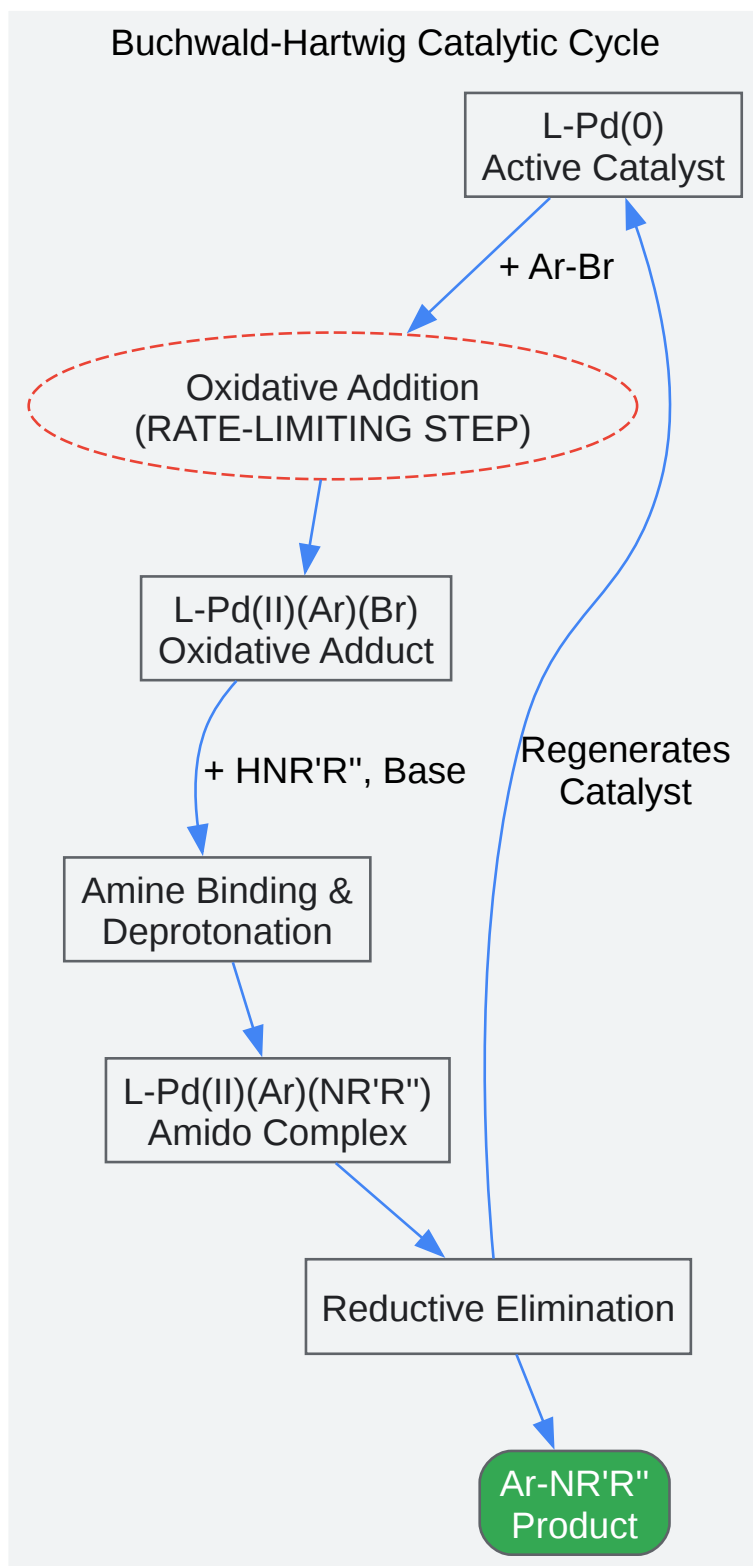 Buchwald-Hartwig Catalytic Cycle
L-Pd(0)
Active Catalyst
+ Ar-Br
Oxidative Addition
(RATE-LIMITING STEP)
L-Pd(II)(Ar)(Br)
Oxidative Adduct
+ HNR'R", Base
Regenerates
Catalyst
Amine Binding &
Deprotonation
L-Pd(II)(Ar)(NR'R")
Amido Complex
Reductive Elimination
Ar-NR'R"
Product